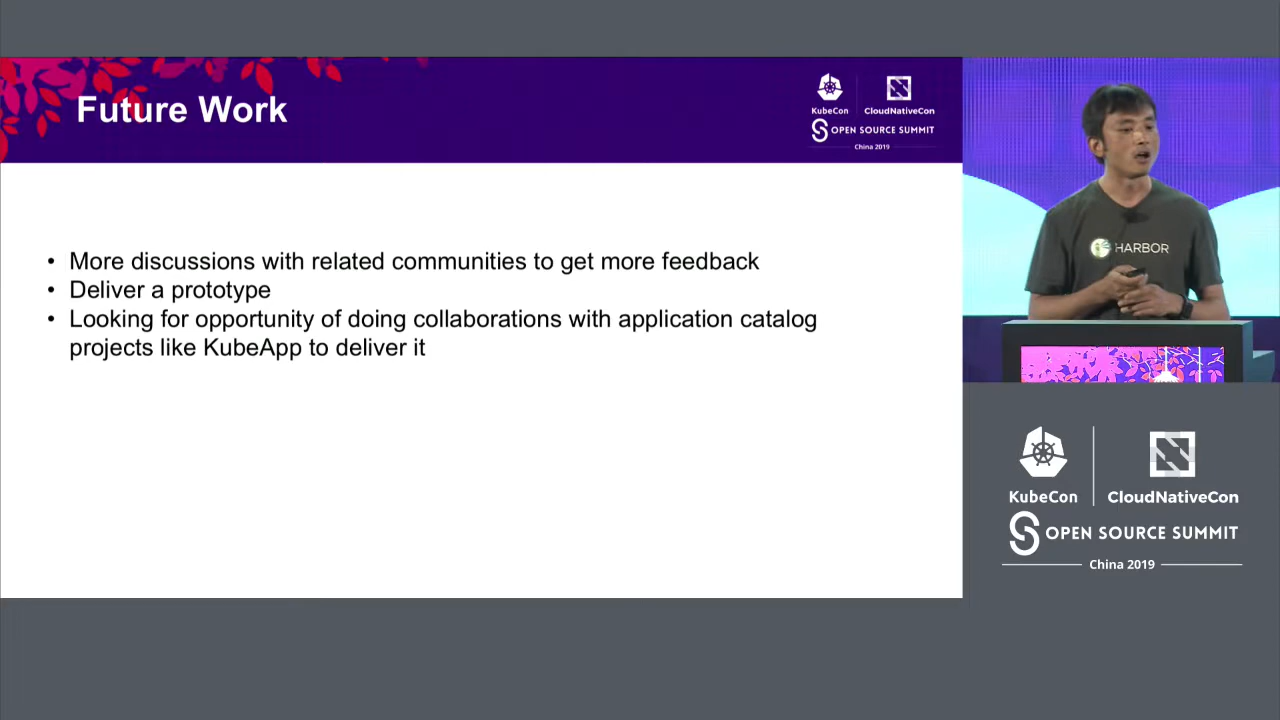 Future Work
KubeCon
CloudNativeCon
OPEN SOURCE SUMMIT
China 2019
• More discussions with related communities to get more feedback
• Deliver a prototype
• Looking for opportunity of doing collaborations with application catalog
projects like KubeApp to deliver it
HARBOR
KubeCon
CloudNativeCon
OPEN SOURCE SUMMIT
China 2019